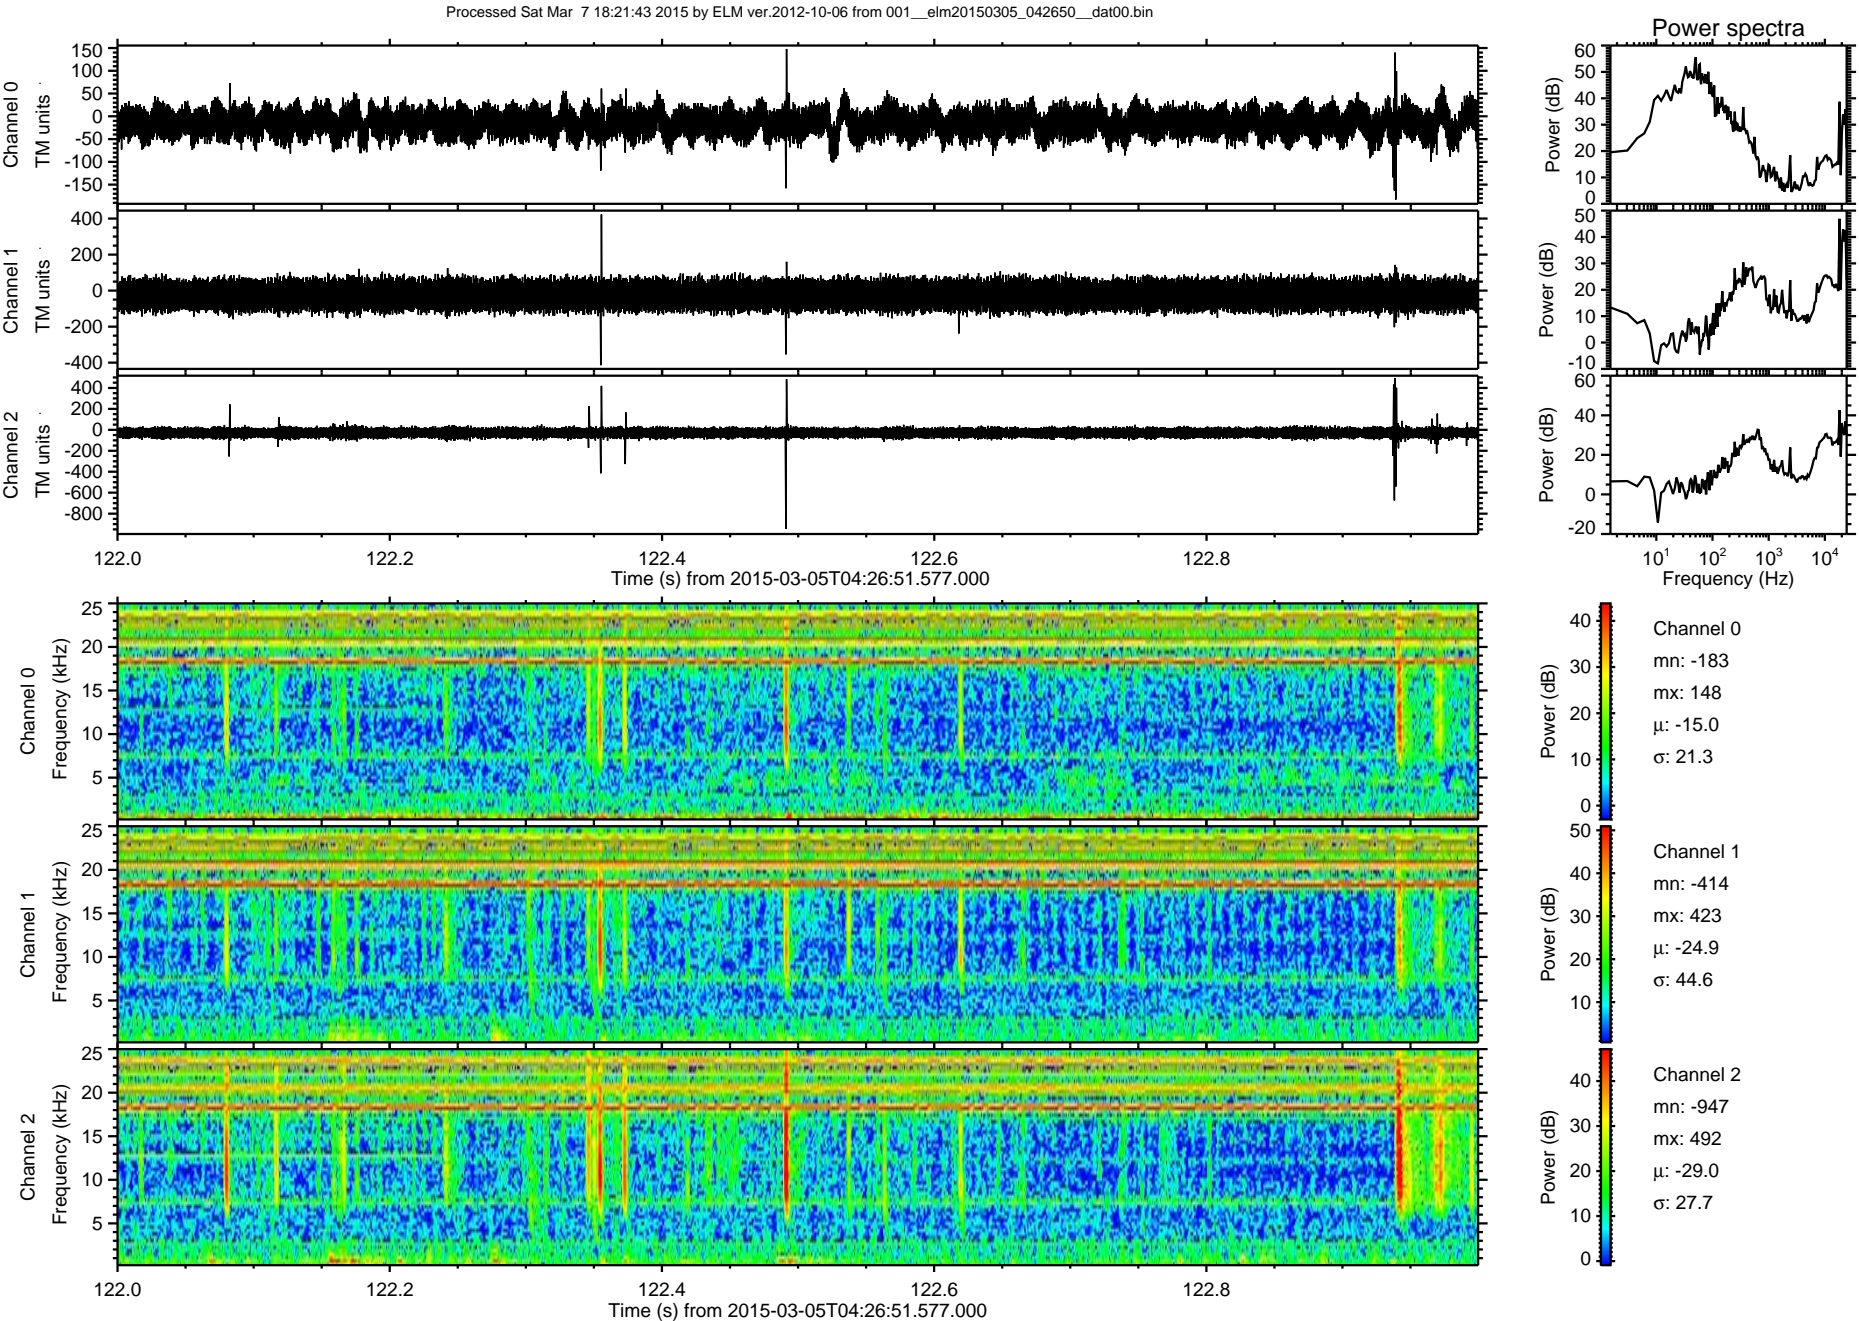 Processed Sat Mar  7 18:21:43 2015 by ELM ver.2012-10-06 from 001__elm20150305_042650__dat00.bin
Power spectra
Channel 0
TM units
150
100
50
0
-50
-100
-150
Power (dB)
60
50
40
30
20
10
0
Channel 1
TM units
400
200
0
-200
-400
Power (dB)
50
40
30
20
10
0
-10
Channel 2
TM units
400
200
0
-200
-400
-600
-800
Power (dB)
60
40
20
0
-20
122.0 122.2 122.4 122.6 122.8
Time (s) from 2015-03-05T04:26:51.577.000
10^1 10^2 10^3 10^4
Frequency (Hz)
Channel 0
Frequency (kHz)
25
20
15
10
5
Power (dB)
40
30
20
10
0
Channel 0
mn: -183
mx: 148
μ: -15.0
σ: 21.3
Channel 1
Frequency (kHz)
25
20
15
10
5
Power (dB)
50
40
30
20
10
Channel 1
mn: -414
mx: 423
μ: -24.9
σ: 44.6
Channel 2
Frequency (kHz)
25
20
15
10
5
Power (dB)
40
30
20
10
0
Channel 2
mn: -947
mx: 492
μ: -29.0
σ: 27.7
122.0 122.2 122.4 122.6 122.8
Time (s) from 2015-03-05T04:26:51.577.000